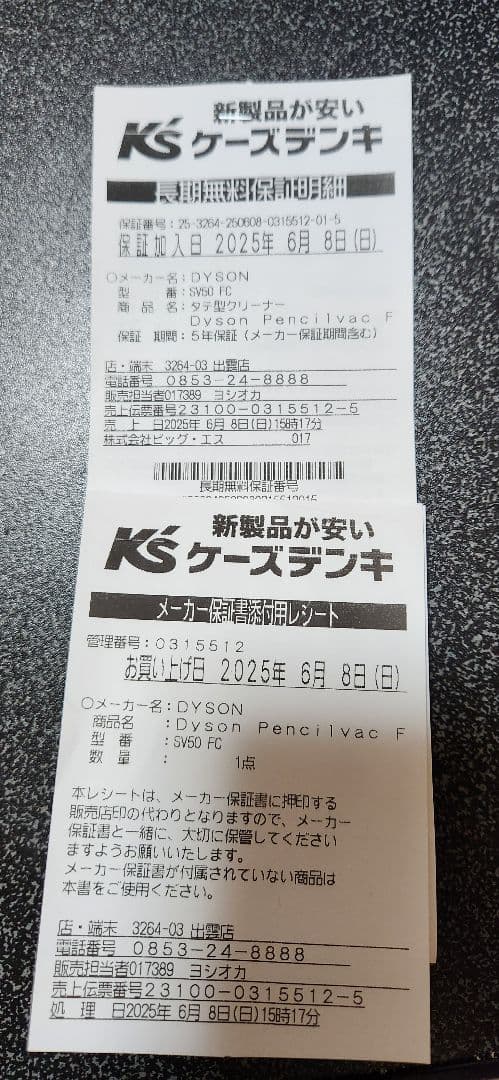 新製品が安い
K's ケーズデンキ
長期無料保証明細
保証番号：25-3264-250608-0315512-01-5
保証加入日 2025年 6月 8日(日)
○メーカー名：DYSON
型　　番：SV50 FC
商 品 名：タテ型クリーナー
Dyson Pencilvac F
保証 期間：5年保証(メーカー保証期間含む)
店・端末 3264-03 出雲店
電話番号 0853-24-8888
販売担当者017389 ヨシオカ
売上伝票番号23100-0315512-5
売 上 日2025年 6月 8日(日)15時17分
株式会社ビッグ・エス 017
長期無料保証番号
新製品が安い
K's ケーズデンキ
メーカー保証書添付用レシート
管理番号：0315512
お買い上げ日 2025年 6月 8日(日)
○メーカー名：DYSON
商品名：Dyson Pencilvac F
型 番：SV50 FC
数 量： 1点
本レシートは、メーカー保証書に押印する
販売店印の代わりとなりますので、メーカー
保証書と一緒に、大切に保管してください
ますようお願いいたします。
メーカー保証書が付属されていない商品は
本書をご使用ください。
店・端末 3264-03 出雲店
電話番号 0853-24-8888
販売担当者017389 ヨシオカ
売上伝票番号23100-0315512-5
処 理 日2025年 6月 8日(日)15時17分